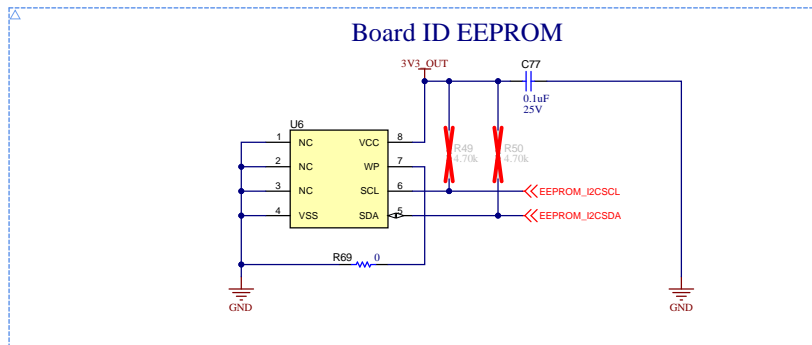 Board ID EEPROM
3V3_OUT
C77
0.1uF
25V
U6
1 NC VCC 8
2 NC WP 7
3 NC SCL 6
4 VSS SDA 5
R49
4.70k
R50
4.70k
EEPROM_I2CSCL
EEPROM_I2CSDA
R69 0
GND
GND